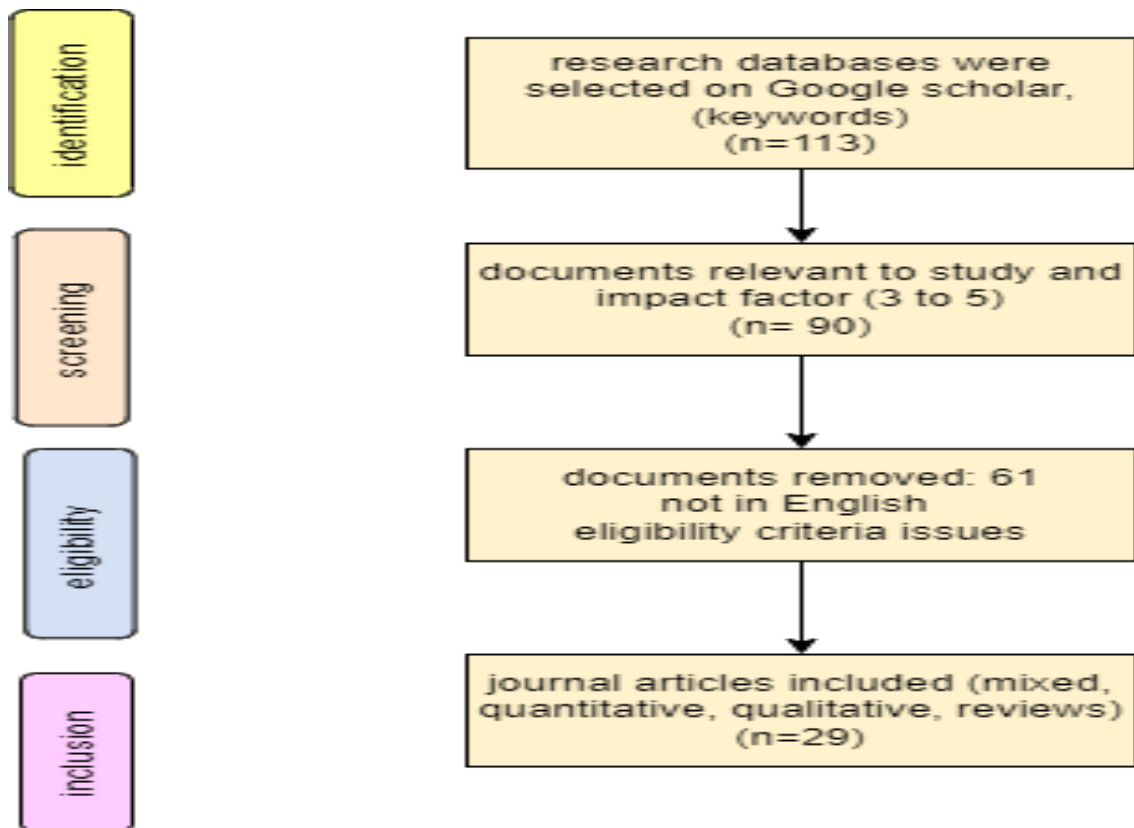 identification
research databases were
selected on Google scholar,
(keywords)
(n=113)
screening
documents relevant to study and
impact factor (3 to 5)
(n= 90)
eligibility
documents removed: 61
not in English
eligibility criteria issues
inclusion
journal articles included (mixed,
quantitative, qualitative, reviews)
(n=29)